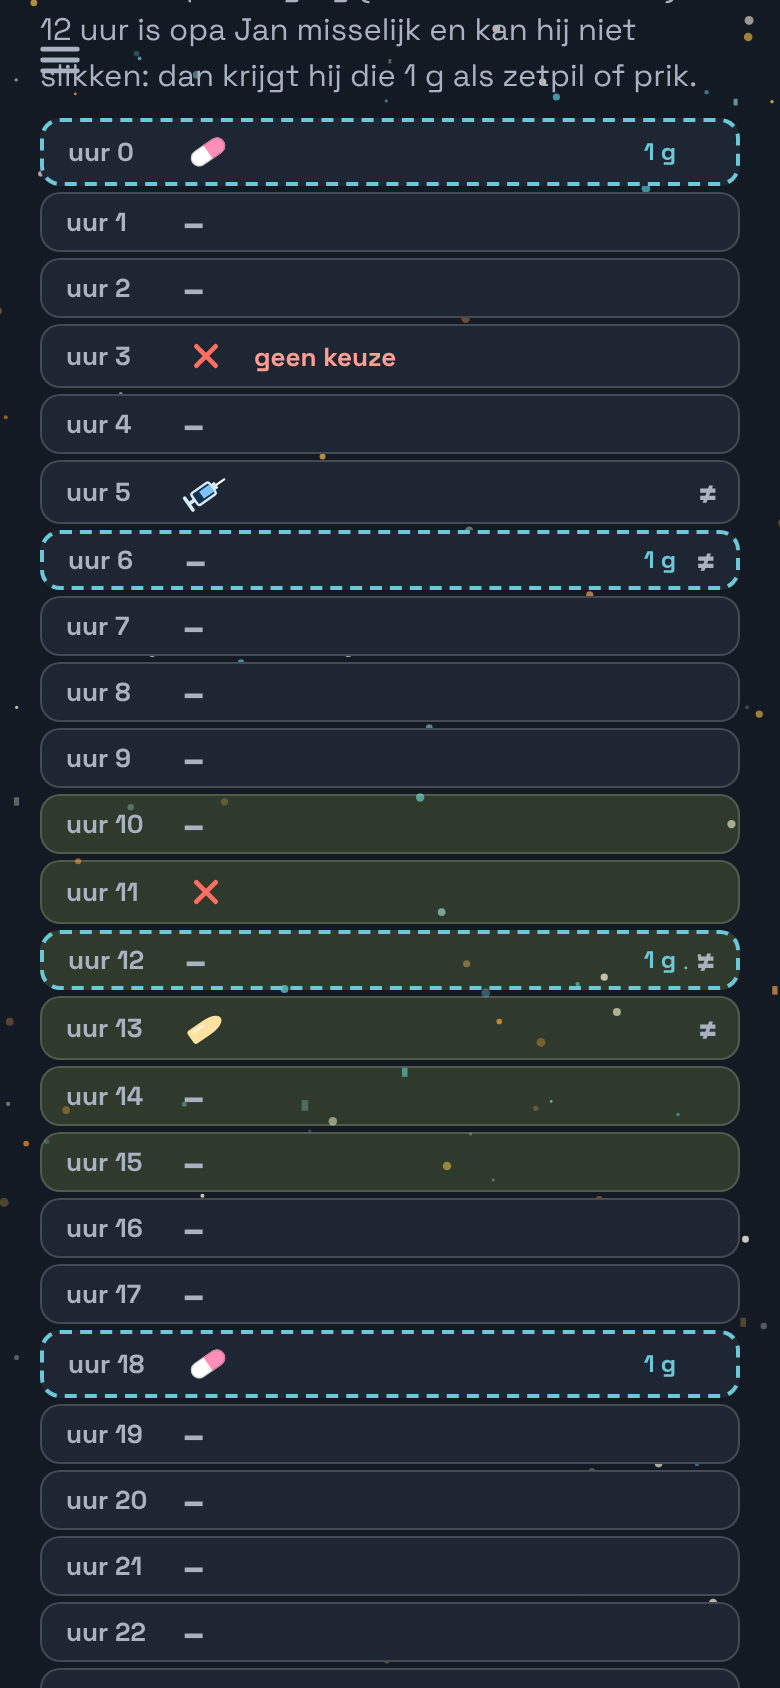 12 uur is opa Jan misselijk en kan hij niet
slikken: dan krijgt hij die 1 g als zetpil of prik.
uur 0 1 g
uur 1 –
uur 2 –
uur 3 geen keuze
uur 4 –
uur 5 ≠
uur 6 – 1 g ≠
uur 7 –
uur 8 –
uur 9 –
uur 10 –
uur 11
uur 12 – 1 g ≠
uur 13 ≠
uur 14 –
uur 15 –
uur 16 –
uur 17 –
uur 18 1 g
uur 19 –
uur 20 –
uur 21 –
uur 22 –